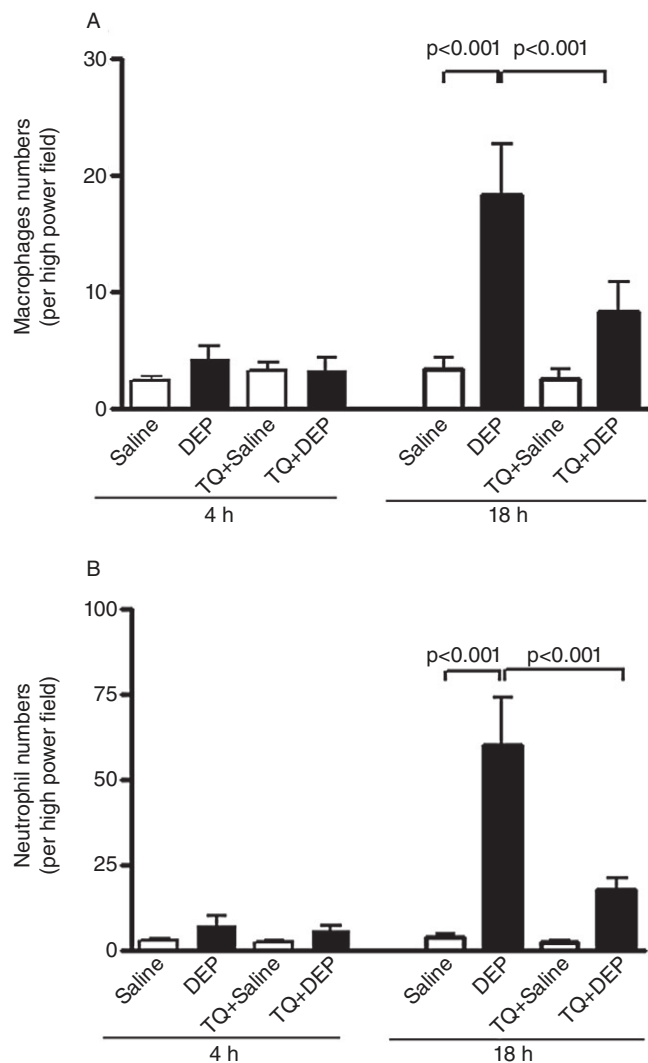 A
p<0.001 p<0.001
Macrophages numbers
(per high power field)
30
20
10
0
Saline
DEP
TQ+Saline
TQ+DEP
Saline
DEP
TQ+Saline
TQ+DEP
4 h
18 h
B
p<0.001 p<0.001
Neutrophil numbers
(per high power field)
100
75
50
25
0
Saline
DEP
TQ+Saline
TQ+DEP
Saline
DEP
TQ+Saline
TQ+DEP
4 h
18 h